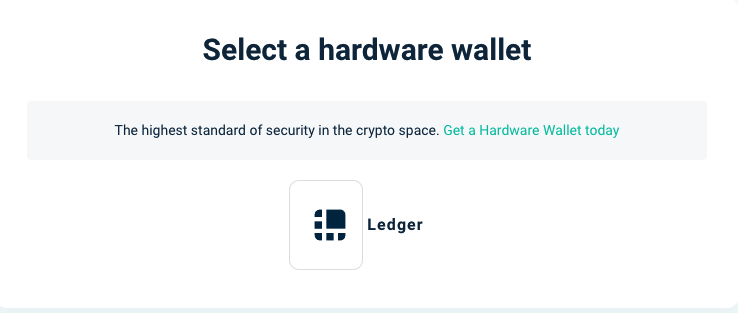 Select a hardware wallet
The highest standard of security in the crypto space. Get a Hardware Wallet today
Ledger